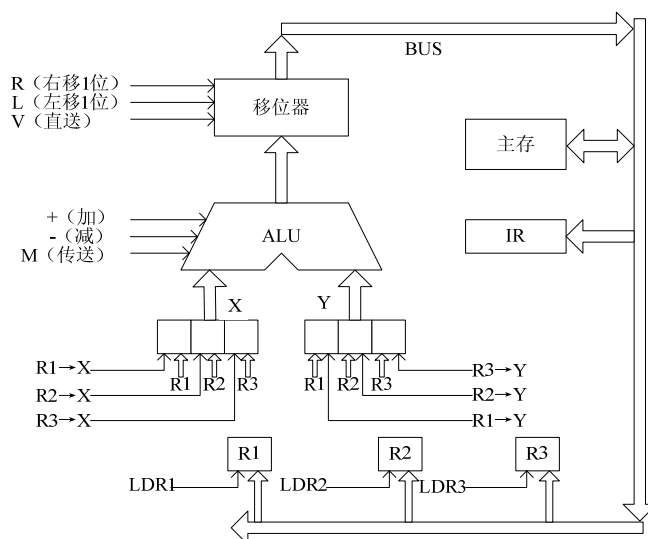 BUS
R（右移1位）
L（左移1位）
V（直送）
移位器
主存
+（加）
-（减）
M（传送）
ALU
IR
X
Y
R1→X
R2→X
R3→X
R1
R2
R3
R1
R2
R3
R3→Y
R2→Y
R1→Y
R1
R2
R3
LDR1
LDR2
LDR3